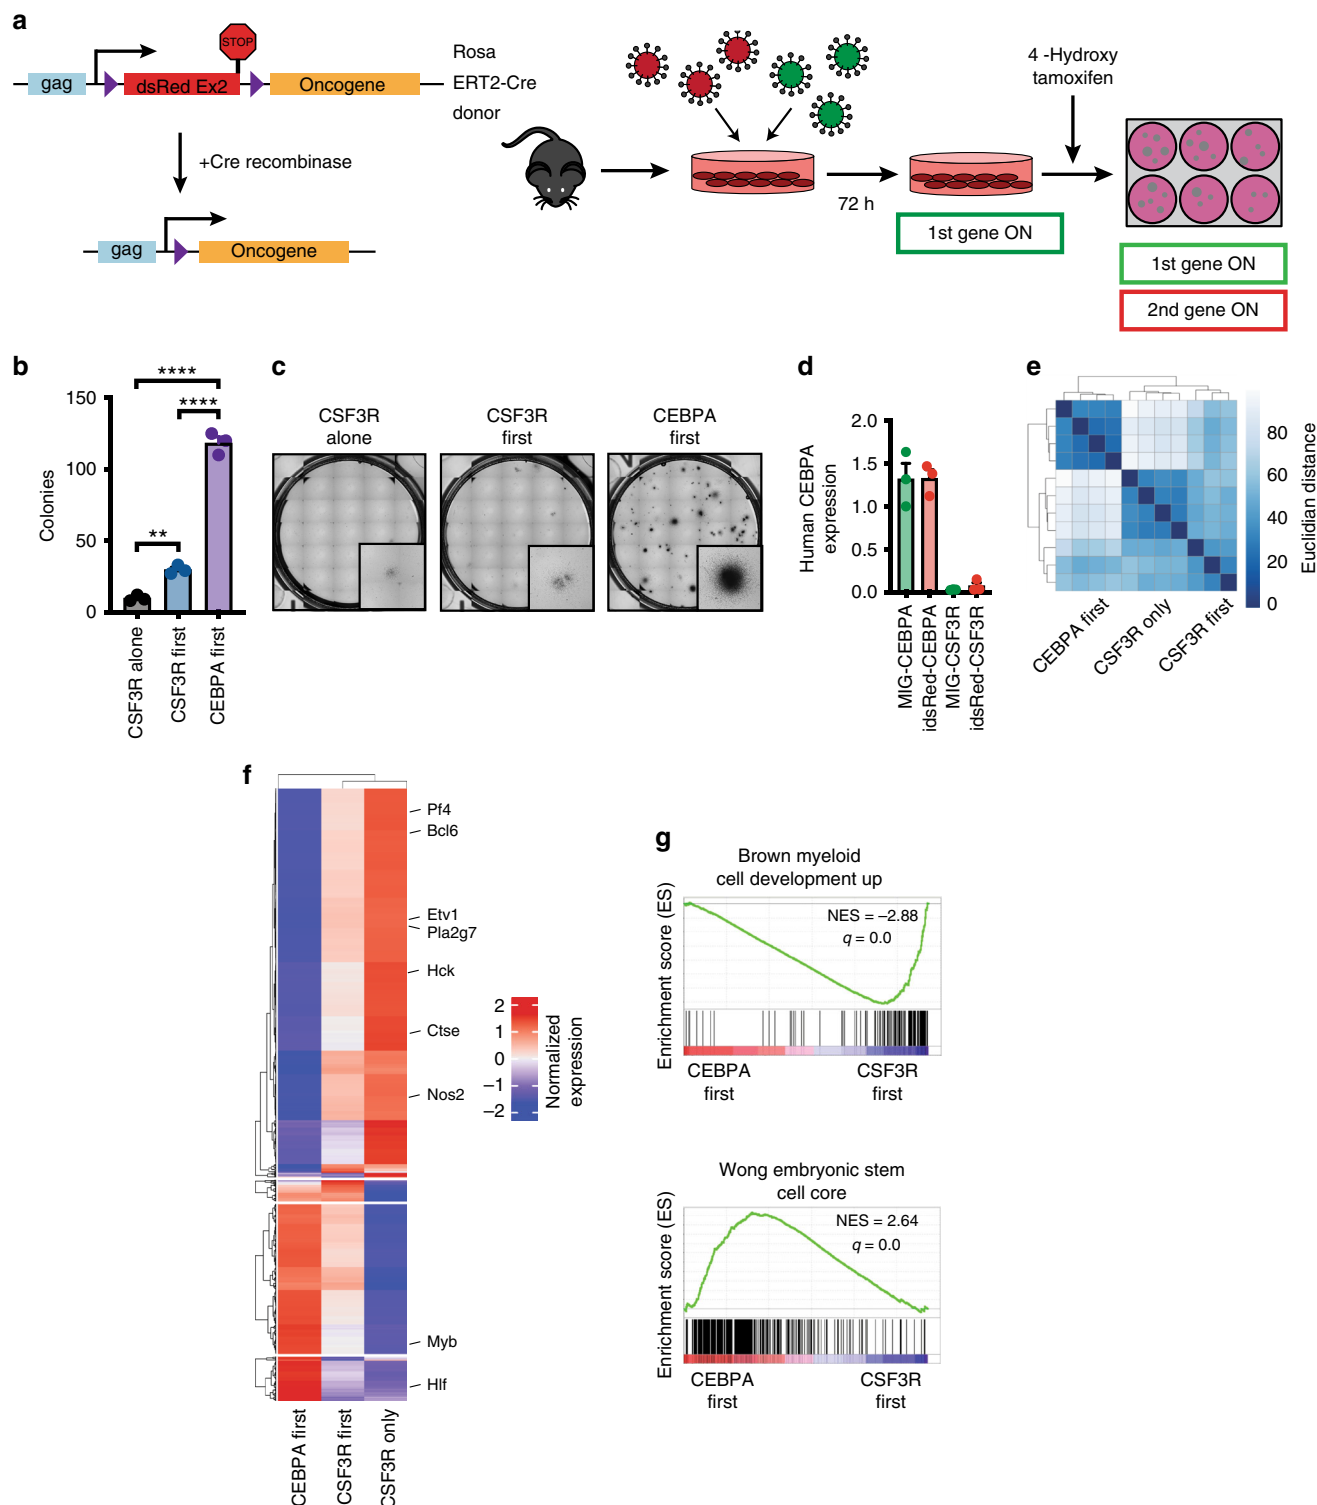 a
STOP
gag
dsRed Ex2
Oncogene
Rosa
ERT2-Cre
donor
+Cre recombinase
gag
Oncogene
72 h
4 -Hydroxy
tamoxifen
1st gene ON
1st gene ON
2nd gene ON
b
****
****
**
150
100
50
0
Colonies
CSF3R alone
CSF3R first
CEBPA first
c
CSF3R
alone
CSF3R
first
CEBPA
first
d
2.0
1.5
1.0
0.5
0.0
Human CEBPA
expression
MIG-CEBPA
idsRed-CEBPA
MIG-CSF3R
idsRed-CSF3R
e
80
60
40
20
0
Euclidian distance
CEBPA first
CSF3R only
CSF3R first
f
Pf4
Bcl6
Etv1
Pla2g7
Hck
Ctse
Nos2
Myb
Hlf
2
1
0
−1
−2
Normalized
expression
CEBPA first
CSF3R first
CSF3R only
g
Brown myeloid
cell development up
Enrichment score (ES)
NES = −2.88
q = 0.0
CEBPA
first
CSF3R
first
Wong embryonic stem
cell core
Enrichment score (ES)
NES = 2.64
q = 0.0
CEBPA
first
CSF3R
first